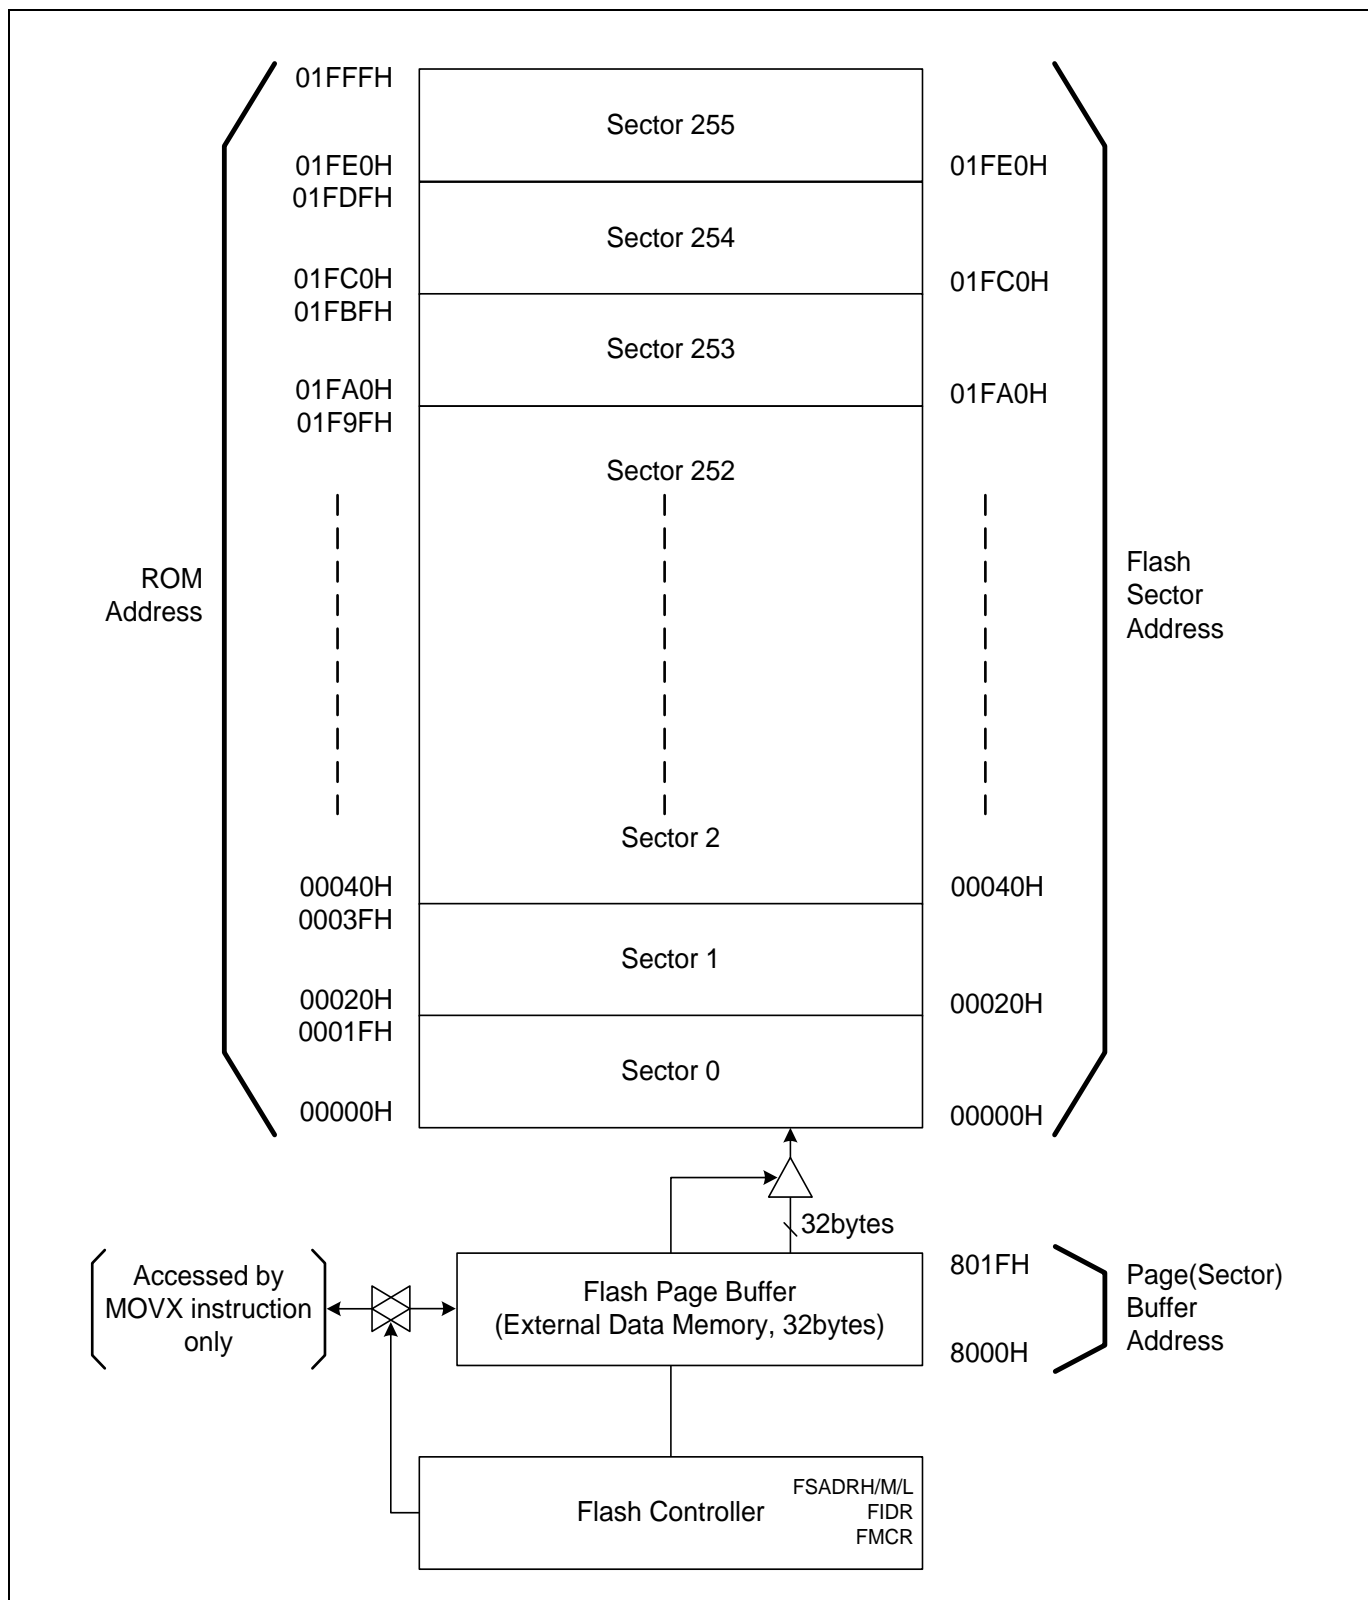 01FFFH
Sector 255
01FE0H
01FE0H
01FDFH
Sector 254
01FC0H
01FC0H
01FBFH
Sector 253
01FA0H
01FA0H
01F9FH
Sector 252
ROM
Address
Flash
Sector
Address
Sector 2
00040H
00040H
0003FH
Sector 1
00020H
00020H
0001FH
Sector 0
00000H
00000H
32bytes
Accessed by
MOVX instruction
only
Flash Page Buffer
(External Data Memory, 32bytes)
801FH
8000H
Page(Sector)
Buffer
Address
Flash Controller
FSADRH/M/L
FIDR
FMCR